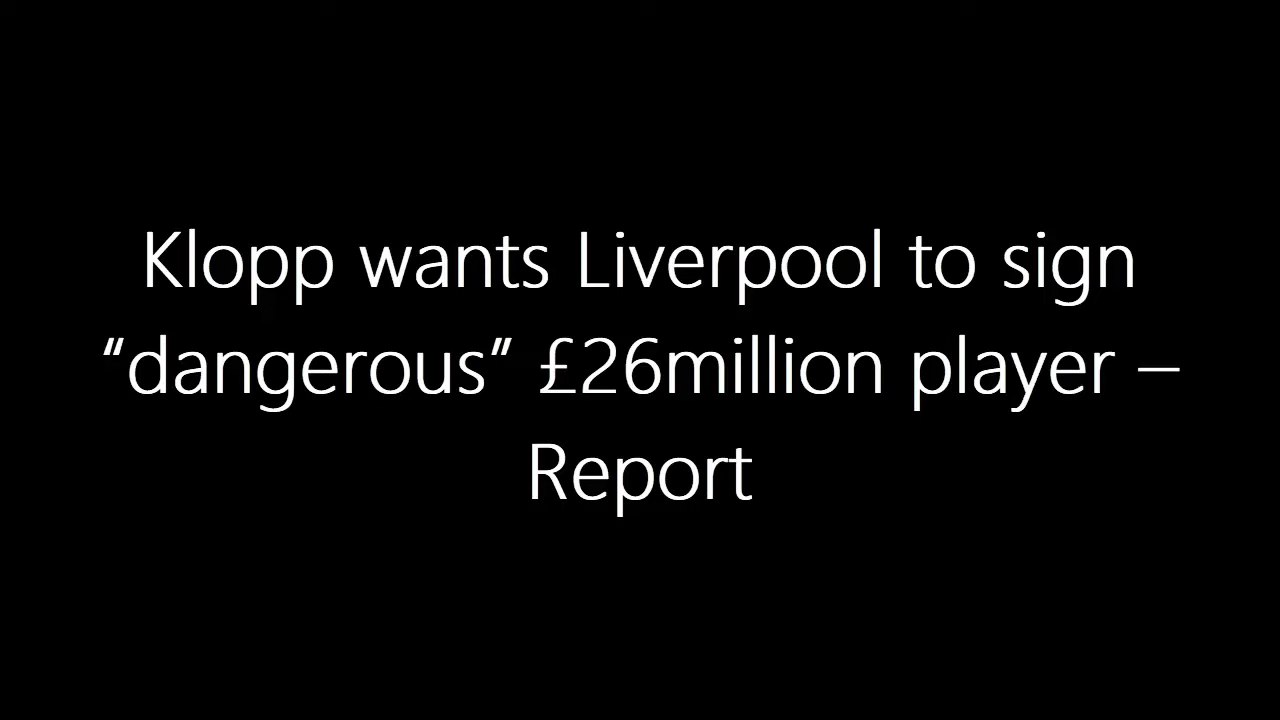 Klopp wants Liverpool to sign
“dangerous” £26million player –
Report